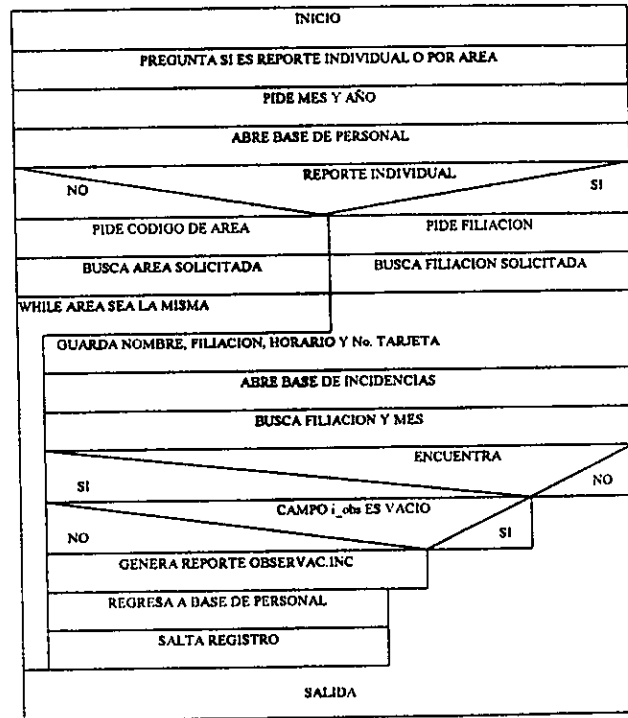 INICIO
PREGUNTA SI ES REPORTE INDIVIDUAL O POR AREA
PIDE MES Y AÑO
ABRE BASE DE PERSONAL
REPORTE INDIVIDUAL
NO SI
PIDE CODIGO DE AREA PIDE FILIACION
BUSCA AREA SOLICITADA BUSCA FILIACION SOLICITADA
WHILE AREA SEA LA MISMA
GUARDA NOMBRE, FILIACION, HORARIO Y No. TARJETA
ABRE BASE DE INCIDENCIAS
BUSCA FILIACION Y MES
ENCUENTRA
SI NO
CAMPO i_obs ES VACIO
NO SI
GENERA REPORTE OBSERVAC.INC
REGRESA A BASE DE PERSONAL
SALTA REGISTRO
SALIDA